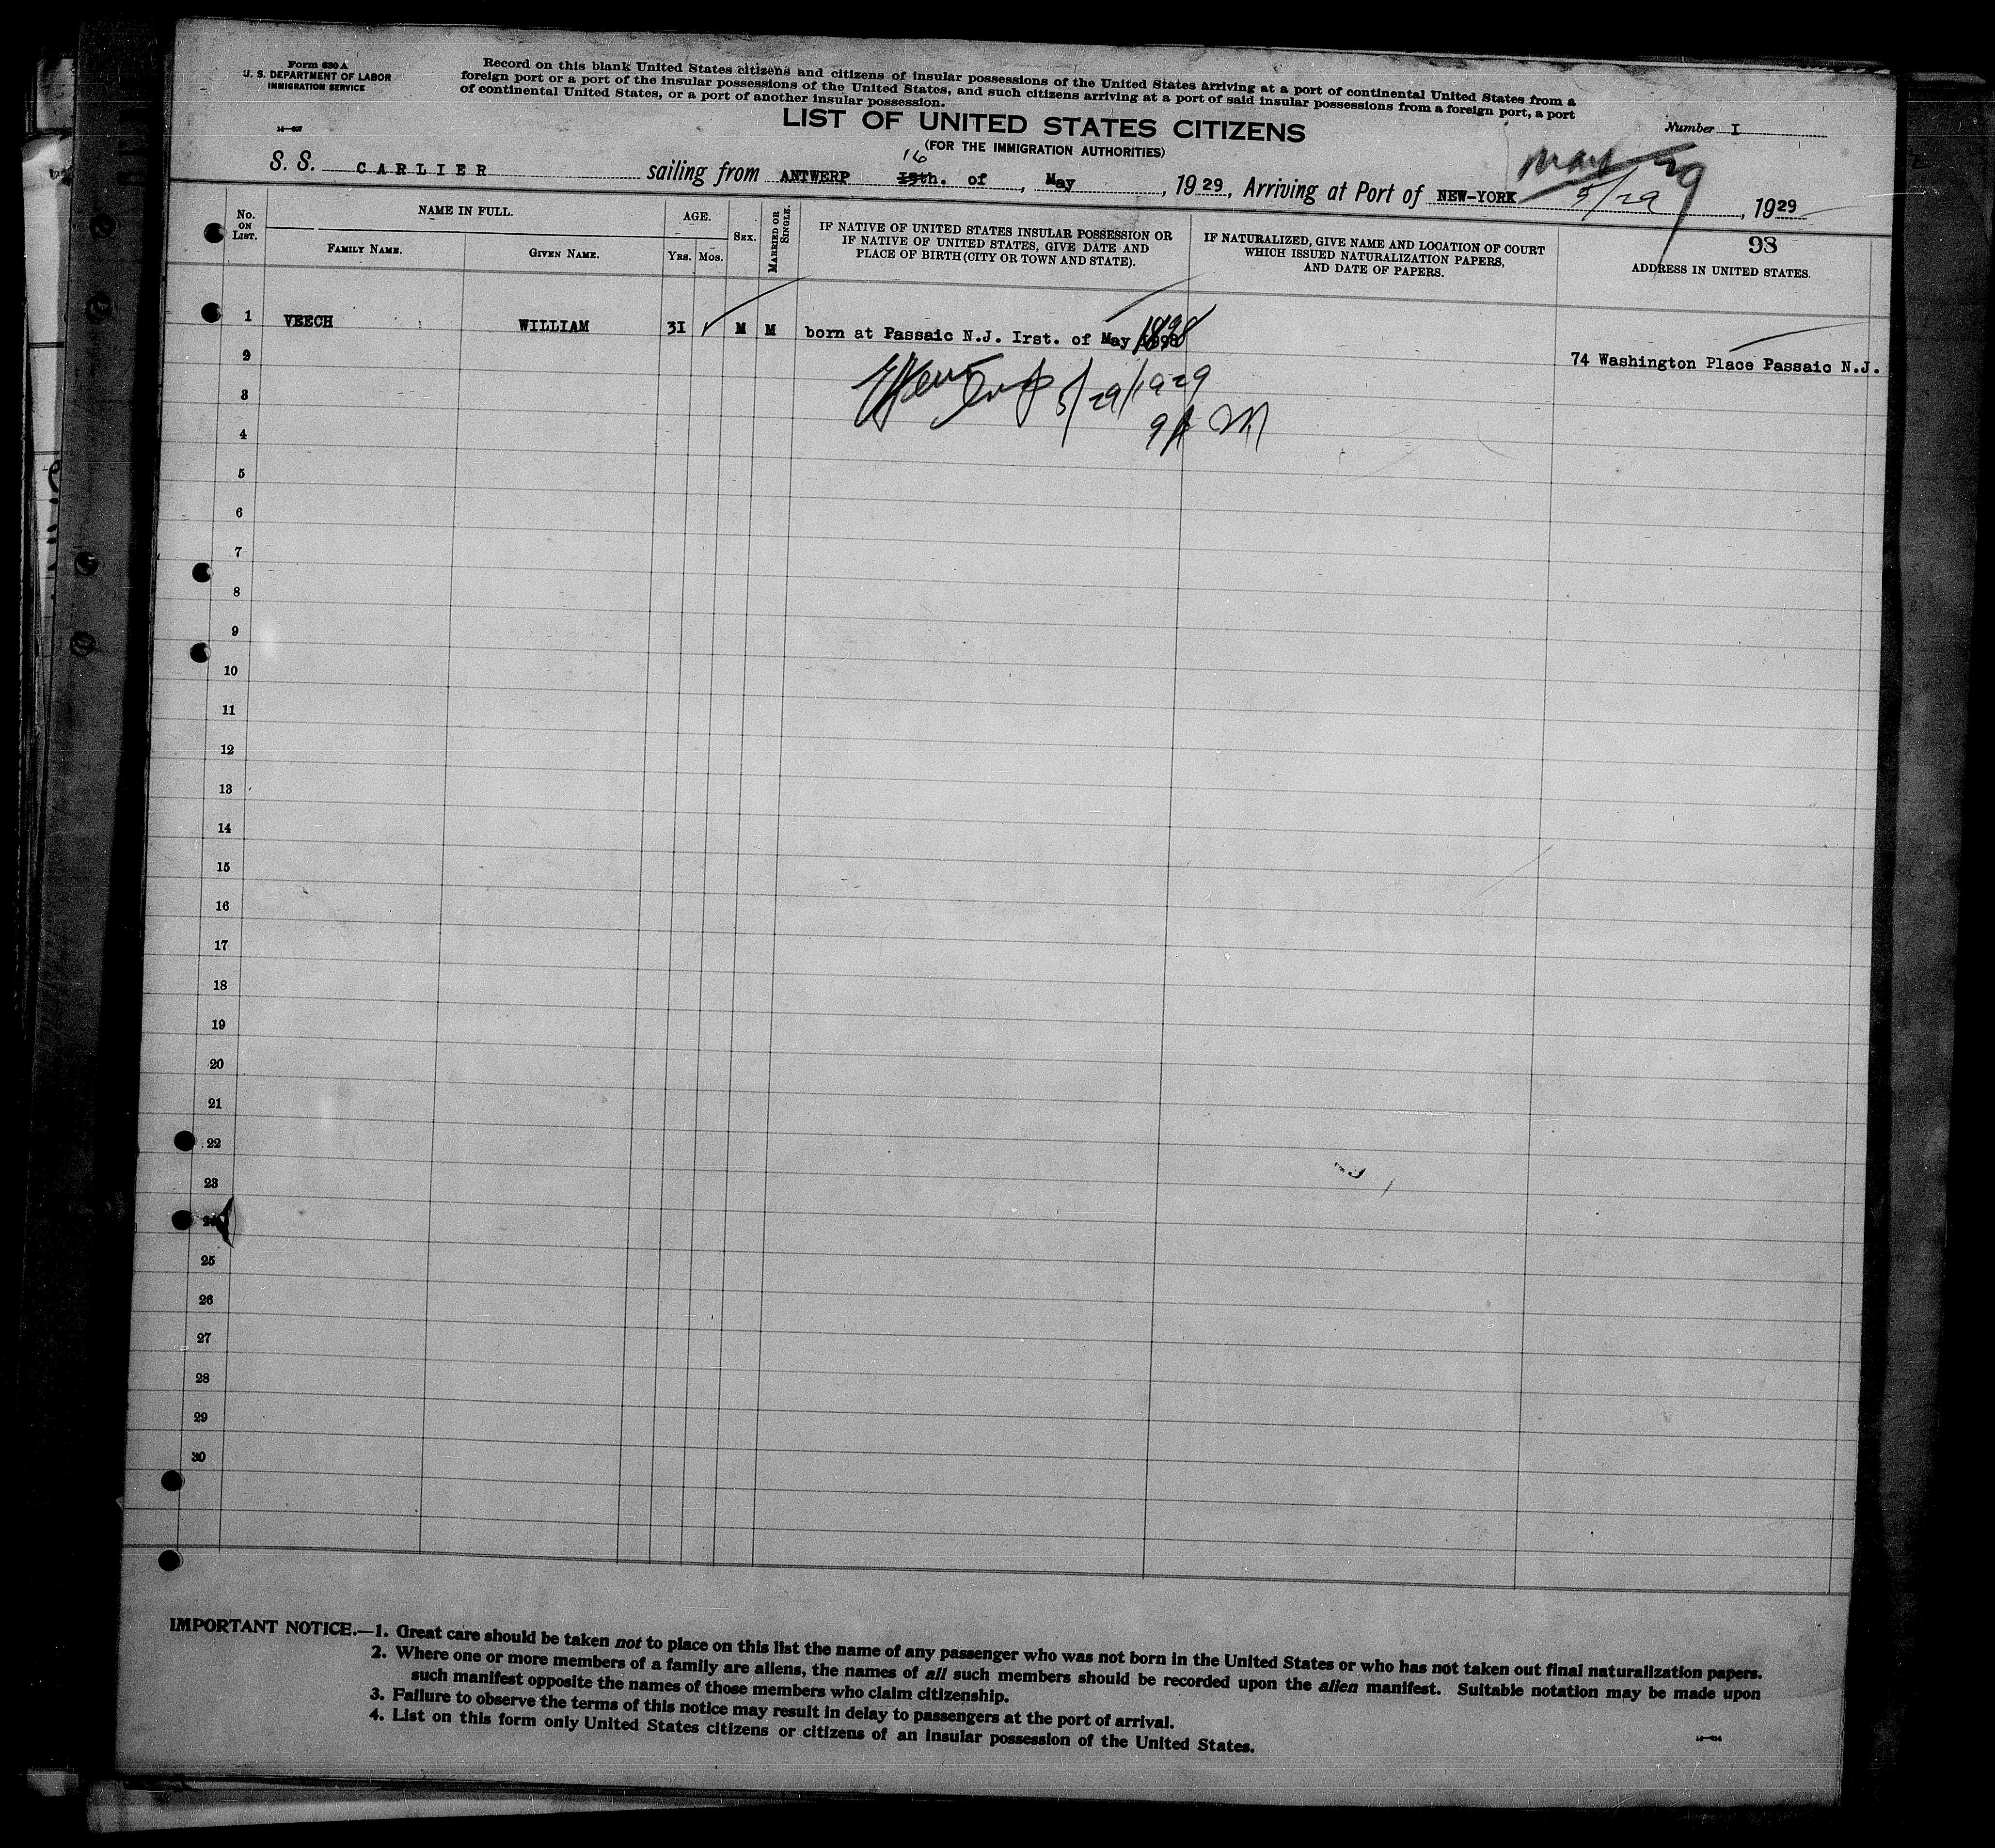 Form 630 A
U. S. DEPARTMENT OF LABOR
IMMIGRATION SERVICE
Record on this blank United States citizens and citizens of insular possessions of the United States arriving at a port of continental United States from a
foreign port or a port of the insular possessions of the United States, and such citizens arriving at a port of said insular possessions from a foreign port, a port
of continental United States, or a port of another insular possession.
LIST OF UNITED STATES CITIZENS
(FOR THE IMMIGRATION AUTHORITIES)
Number I
May 29
16
S. S. CARLIER sailing from ANTWERP 15th. of, May, 1929, Arriving at Port of NEW-YORK 5/29, 1929
98
No. ON LIST.
NAME IN FULL.
FAMILY NAME.
GIVEN NAME.
AGE.
YRS. MOS.
SEX.
MARRIED OR SINGLE.
IF NATIVE OF UNITED STATES INSULAR POSSESSION OR
IF NATIVE OF UNITED STATES, GIVE DATE AND
PLACE OF BIRTH (CITY OR TOWN AND STATE).
IF NATURALIZED, GIVE NAME AND LOCATION OF COURT
WHICH ISSUED NATURALIZATION PAPERS,
AND DATE OF PAPERS.
ADDRESS IN UNITED STATES.
1 VEECH WILLIAM 3I M M born at Passaic N.J. Irst. of May 1898
74 Washington Place Passaic N.J.
2
5/29/1929
3
9 A M
4
5
6
7
8
9
10
11
12
13
14
15
16
17
18
19
20
21
22
23
24
25
26
27
28
29
30
IMPORTANT NOTICE.—1. Great care should be taken not to place on this list the name of any passenger who was not born in the United States or who has not taken out final naturalization papers.
2. Where one or more members of a family are aliens, the names of all such members should be recorded upon the alien manifest. Suitable notation may be made upon
such manifest opposite the names of those members who claim citizenship.
3. Failure to observe the terms of this notice may result in delay to passengers at the port of arrival.
4. List on this form only United States citizens or citizens of an insular possession of the United States.